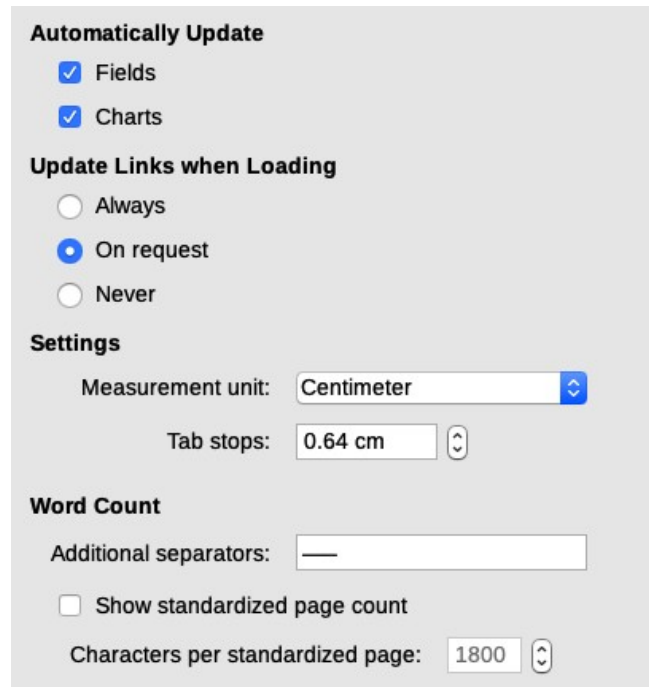 Automatically Update
Fields
Charts
Update Links when Loading
Always
On request
Never
Settings
Measurement unit: Centimeter
Tab stops: 0.64 cm
Word Count
Additional separators: —–
Show standardized page count
Characters per standardized page: 1800